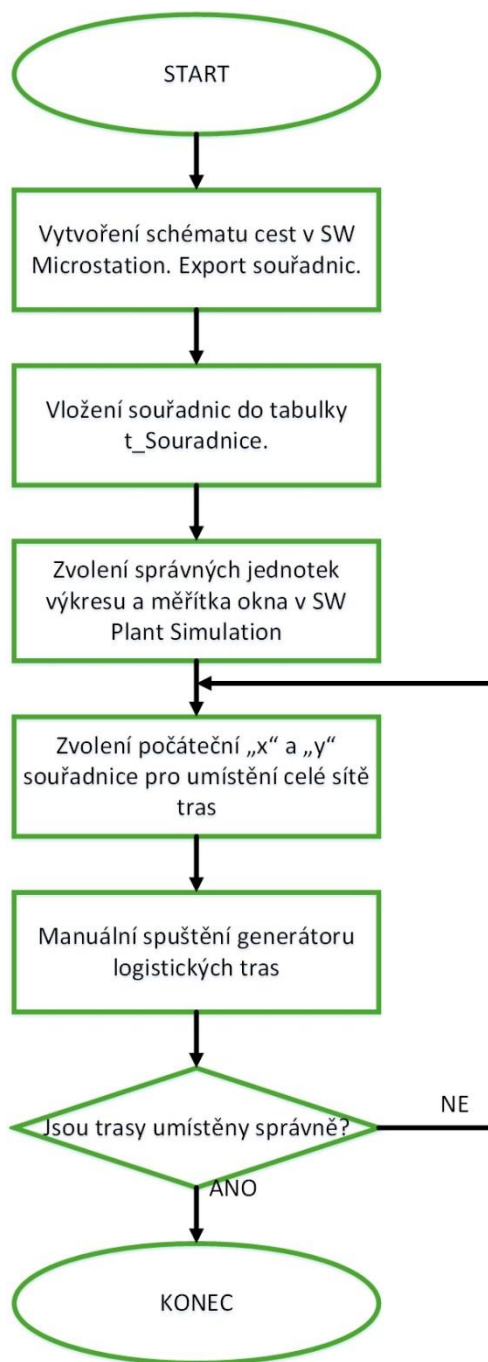 START
Vytvoření schématu cest v SW
Microstation. Export souřadnic.
Vložení souřadnic do tabulky
t_Souradnice.
Zvolení správných jednotek
výkresu a měřítka okna v SW
Plant Simulation
Zvolení počáteční „x“ a „y“
souřadnice pro umístění celé sítě
tras
Manuální spuštění generátoru
logistických tras
Jsou trasy umístěny správně?
NE
ANO
KONEC